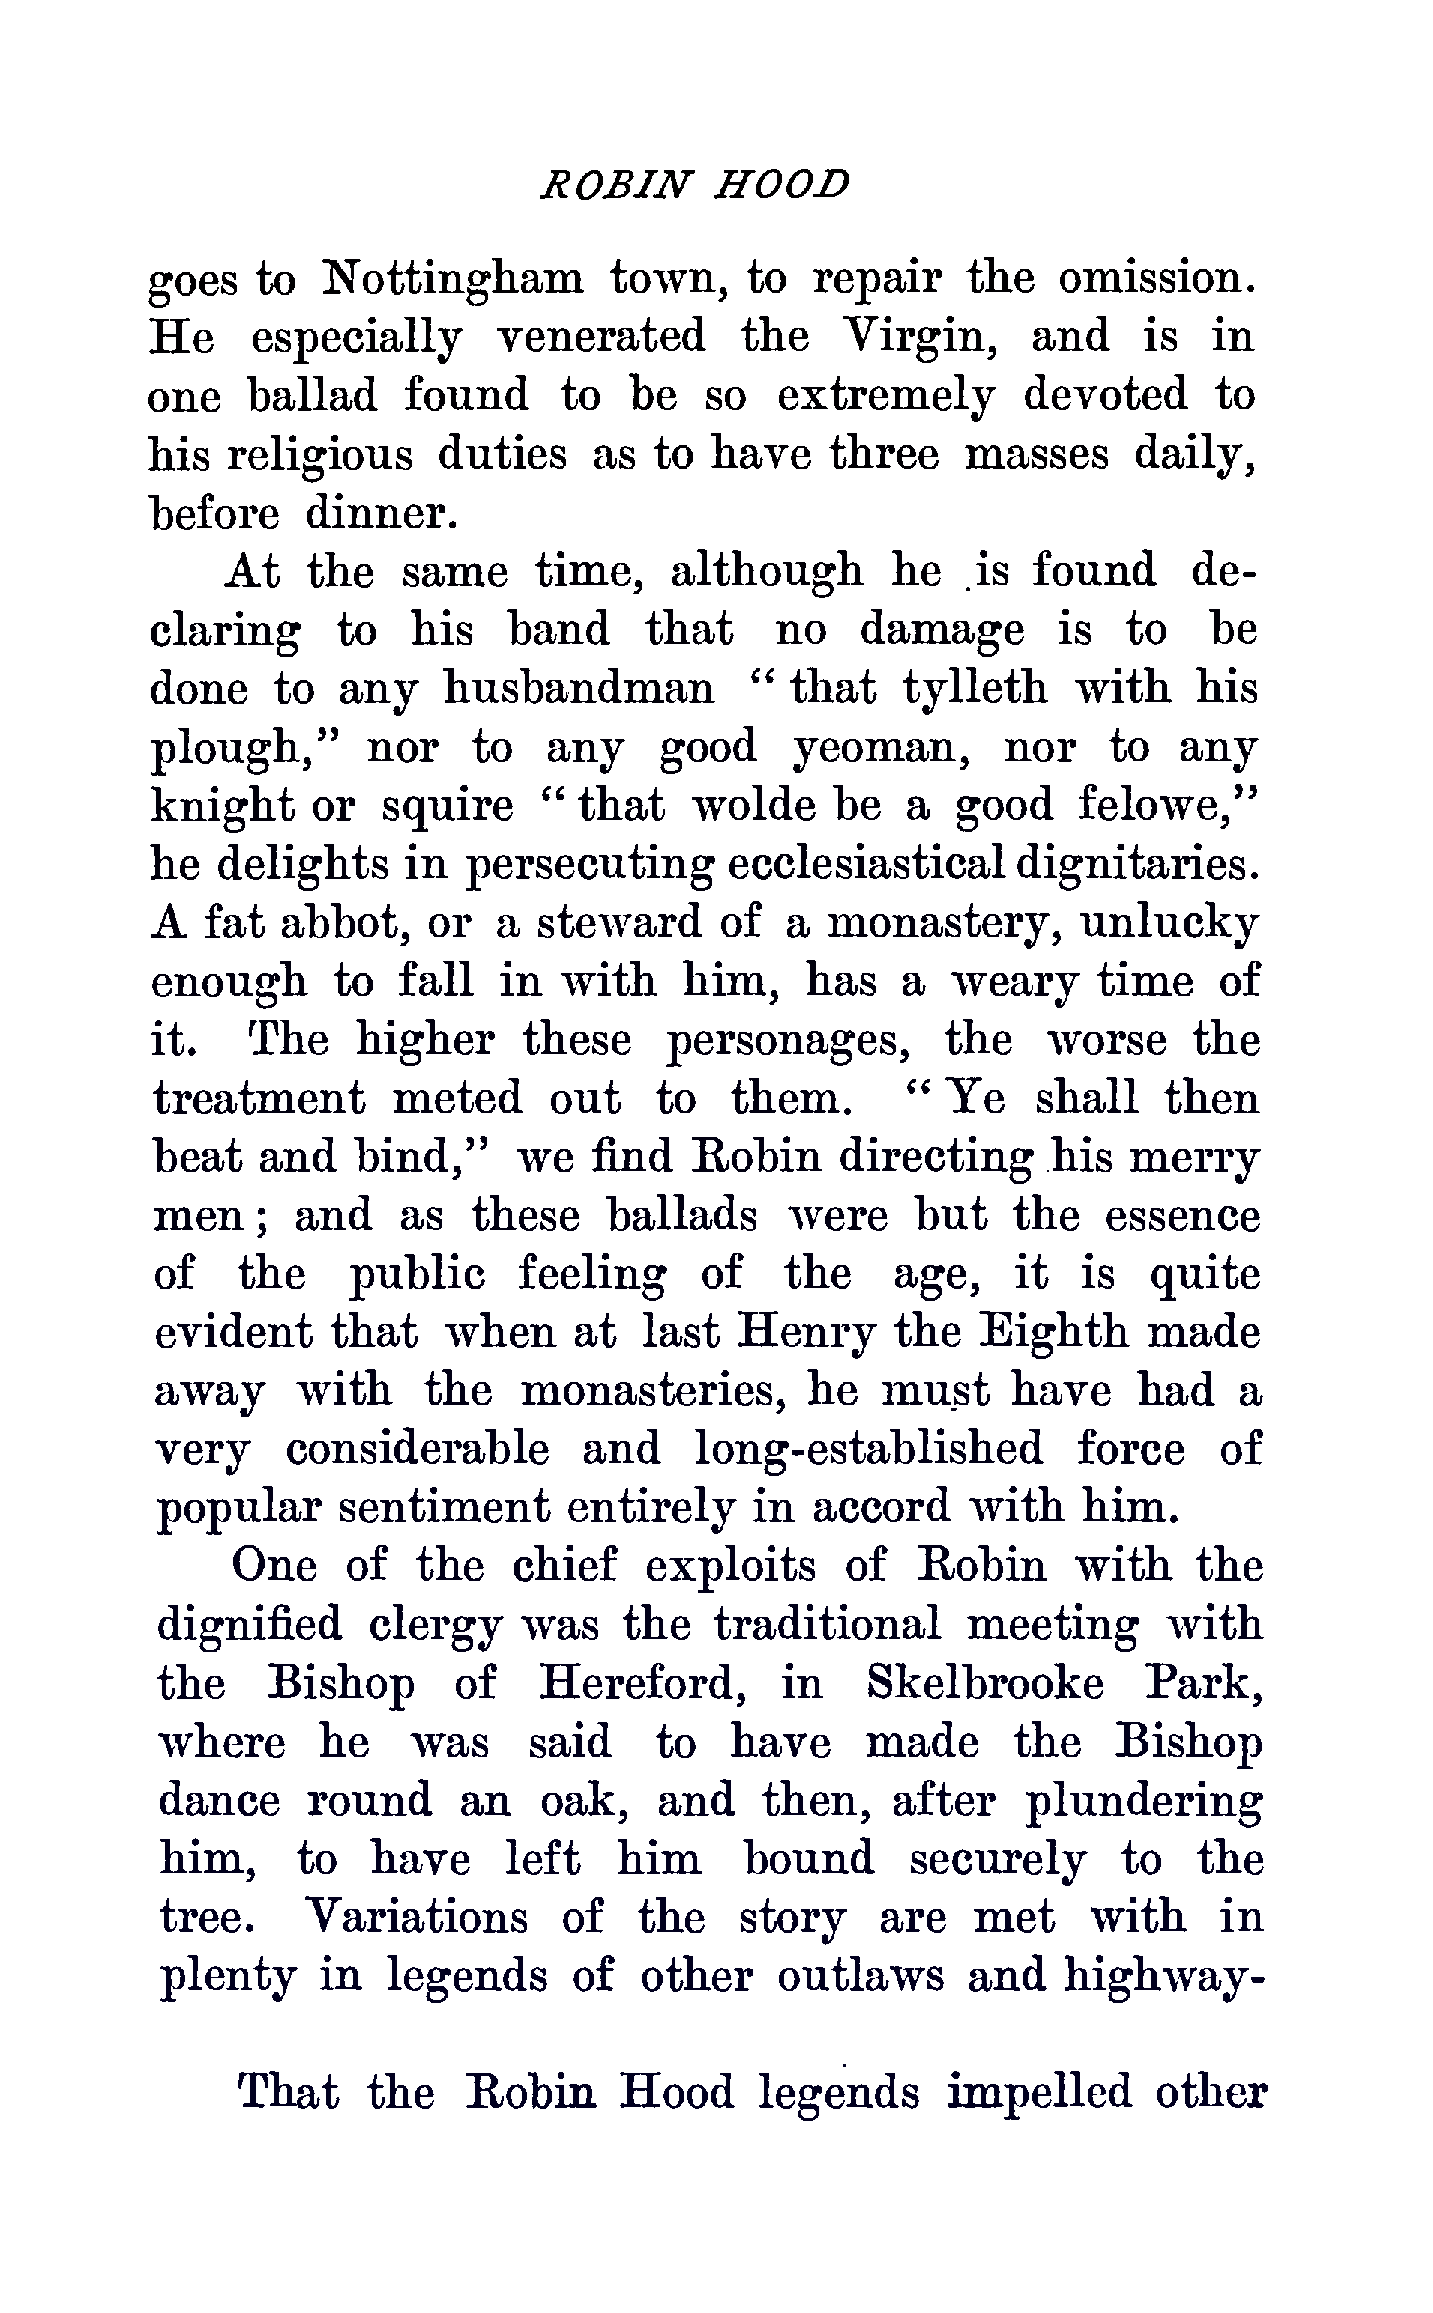 ROBIN HOOD
goes to Nottingham town, to repair the omission.
He especially venerated the Virgin, and is in
one ballad found to be so extremely devoted to
his religious duties as to have three masses daily,
before dinner.
At the same time, although he is found de-
claring to his band that no damage is to be
done to any husbandman “ that tylleth with his
plough,” nor to any good yeoman, nor to any
knight or squire “ that wolde be a good felowe,”
he delights in persecuting ecclesiastical dignitaries.
A fat abbot, or a steward of a monastery, unlucky
enough to fall in with him, has a weary time of
it. The higher these personages, the worse the
treatment meted out to them. “ Ye shall then
beat and bind,” we find Robin directing his merry
men ; and as these ballads were but the essence
of the public feeling of the age, it is quite
evident that when at last Henry the Eighth made
away with the monasteries, he must have had a
very considerable and long-established force of
popular sentiment entirely in accord with him.
One of the chief exploits of Robin with the
dignified clergy was the traditional meeting with
the Bishop of Hereford, in Skelbrooke Park,
where he was said to have made the Bishop
dance round an oak, and then, after plundering
him, to have left him bound securely to the
tree. Variations of the story are met with in
plenty in legends of other outlaws and highway-
That the Robin Hood legends impelled other